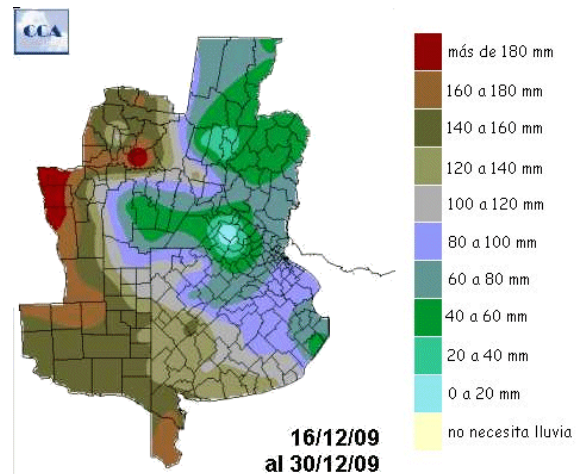 CCA
más de 180 mm
160 a 180 mm
140 a 160 mm
120 a 140 mm
100 a 120 mm
80 a 100 mm
60 a 80 mm
40 a 60 mm
20 a 40 mm
0 a 20 mm
no necesita lluvia
16/12/09
al 30/12/09